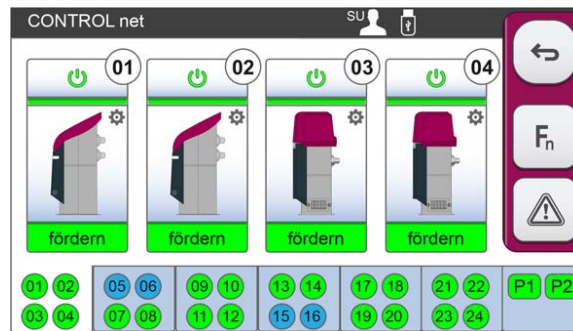 CONTROL net SU
01 02 03 04
fördern fördern fördern fördern
Fn
01 02 05 06 09 10 13 14 17 18 21 22 P1 P2
03 04 07 08 11 12 15 16 19 20 23 24